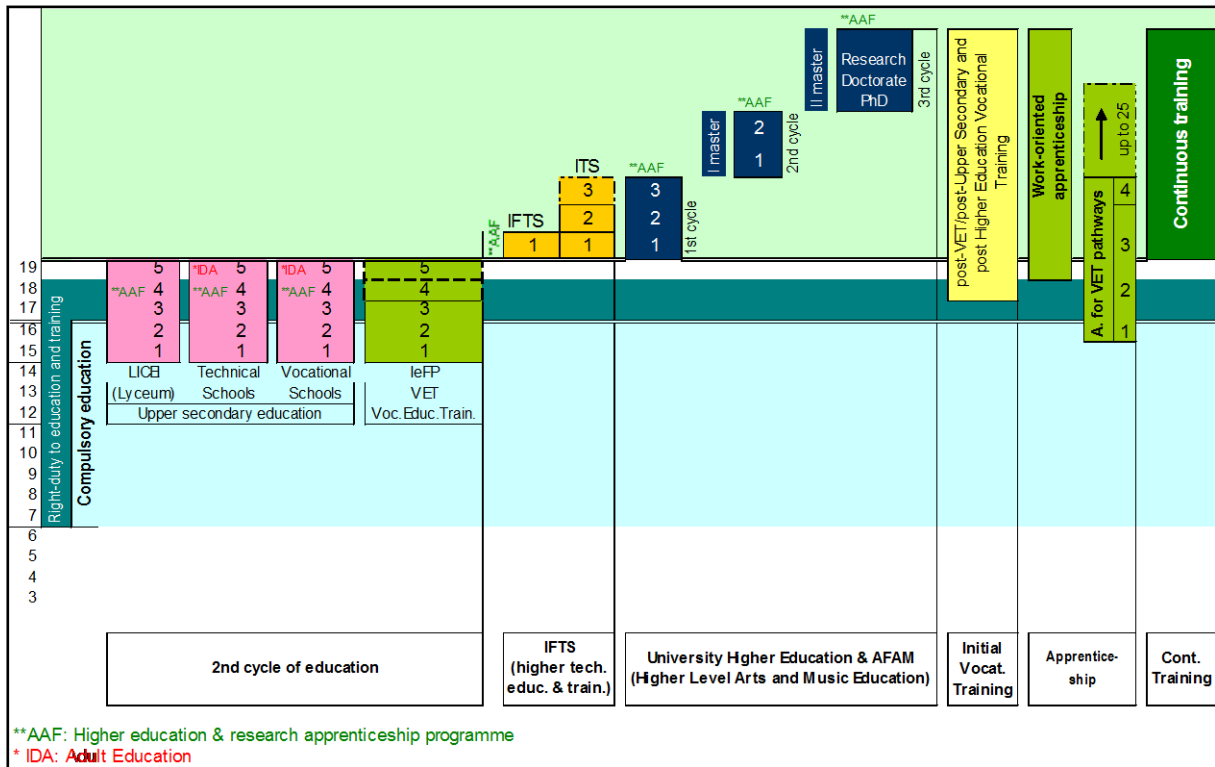 **AAF
II master
Research
Doctorate
PhD
3rd cycle
**AAF
I master
2
1
2nd cycle
**AAF
3
2
1
1st cycle
ITS
3
2
1
IFTS
1
**AAF
post-VET/post-Upper Secondary and
post Higher Education Vocational
Training
Work-oriented
apprenticeship
up to 25
4
3
2
1
A. for VET pathways
Continuous training
19
18
17
16
15
14
13
12
11
10
9
8
7
6
5
4
3
Right-duty to education and training
Compulsory education
5
**AAF 4
3
2
1
LICEI
(Lyceum)
*IDA 5
**AAF 4
3
2
1
Technical
Schools
*IDA 5
**AAF 4
3
2
1
Vocational
Schools
Upper secondary education
5
4
3
2
1
IeFP
VET
Voc.Educ.Train.
2nd cycle of education
IFTS
(higher tech.
educ. & train.)
University Higher Education & AFAM
(Higher Level Arts and Music Education)
Initial
Vocat.
Training
Apprentice-
ship
Cont.
Training
**AAF: Higher education & research apprenticeship programme
* IDA: Education